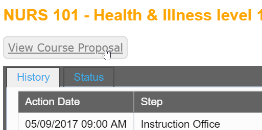 NURS 101 - Health & Illness level 1
View Course Proposal
History Status
Action Date Step
05/09/2017 09:00 AM Instruction Office